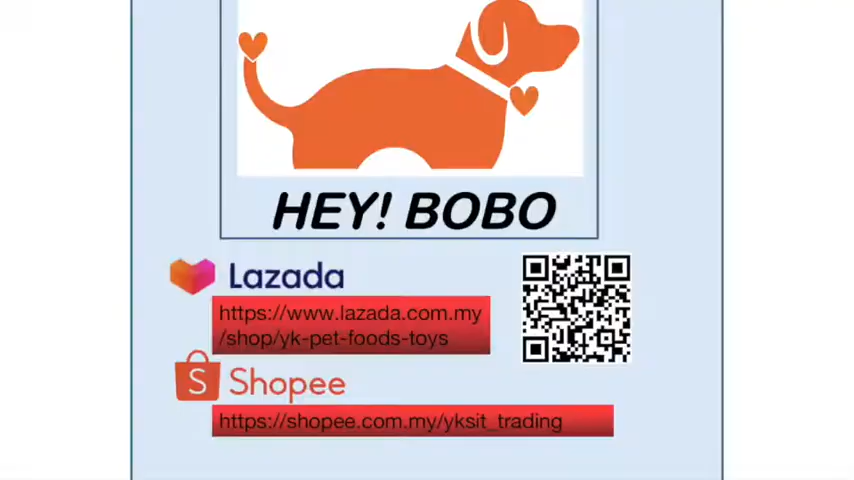 HEY! BOBO
Lazada
https://www.lazada.com.my
/shop/yk-pet-foods-toys
S Shopee
https://shopee.com.my/yksit_trading